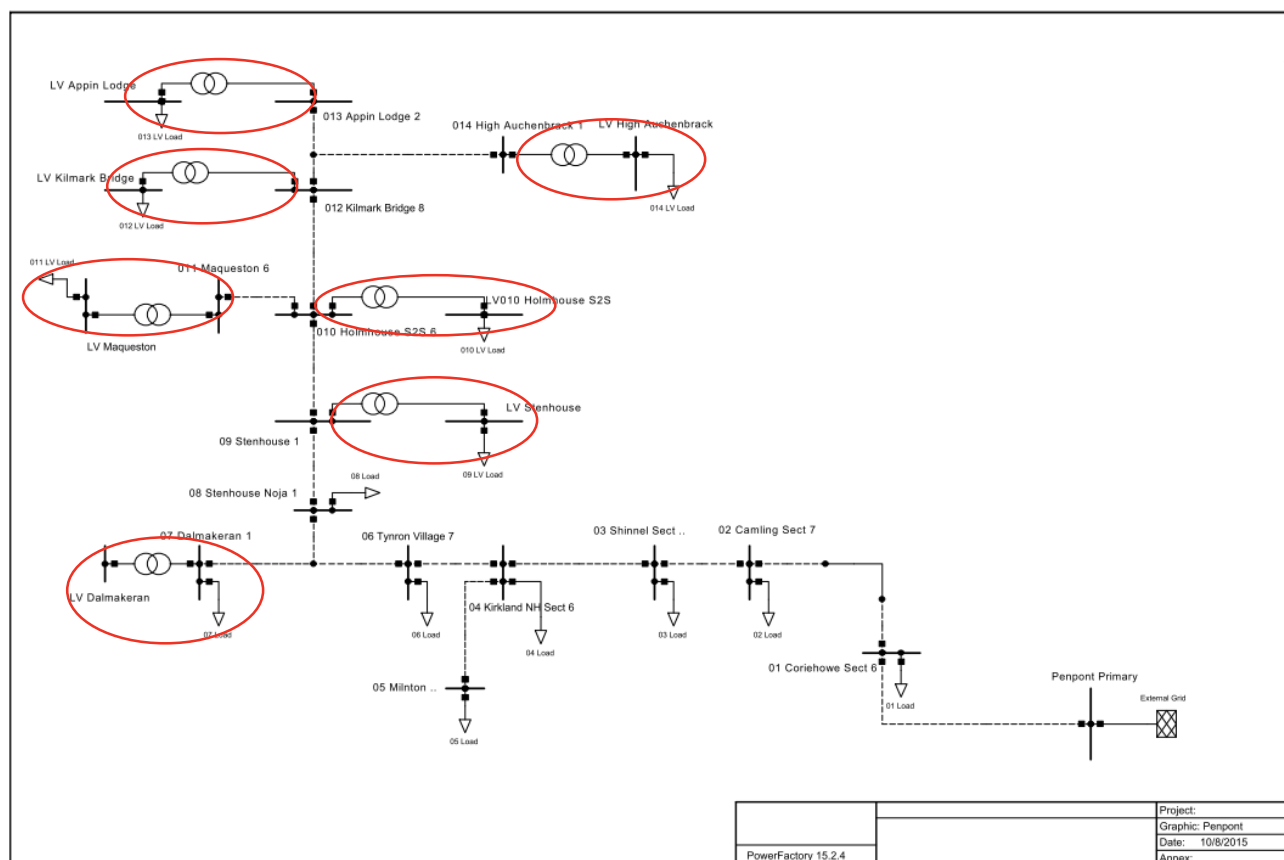 LV Appin Lodge
013 LV Load
013 Appin Lodge 2
014 High Auchenbrack 1
LV High Auchenbrack
014 LV Load
LV Kilmark Bridge
012 LV Load
012 Kilmark Bridge 8
011 LV Load
011 Maqueston 6
LV Maqueston
LV010 Holmhouse S2S
010 Holmhouse S2S 6
010 LV Load
LV Stenhouse
09 Stenhouse 1
09 LV Load
08 Load
08 Stenhouse Noja 1
07 Dalmakeran 1
LV Dalmakeran
07 Load
06 Tynron Village 7
06 Load
04 Kirkland NH Sect 6
04 Load
03 Shinnel Sect ..
03 Load
02 Camling Sect 7
02 Load
05 Milnton ..
05 Load
01 Coriehowe Sect 6
01 Load
Penpont Primary
External Grid
PowerFactory 15.2.4
Project:
Graphic: Penpont
Date: 10/8/2015
Annex: